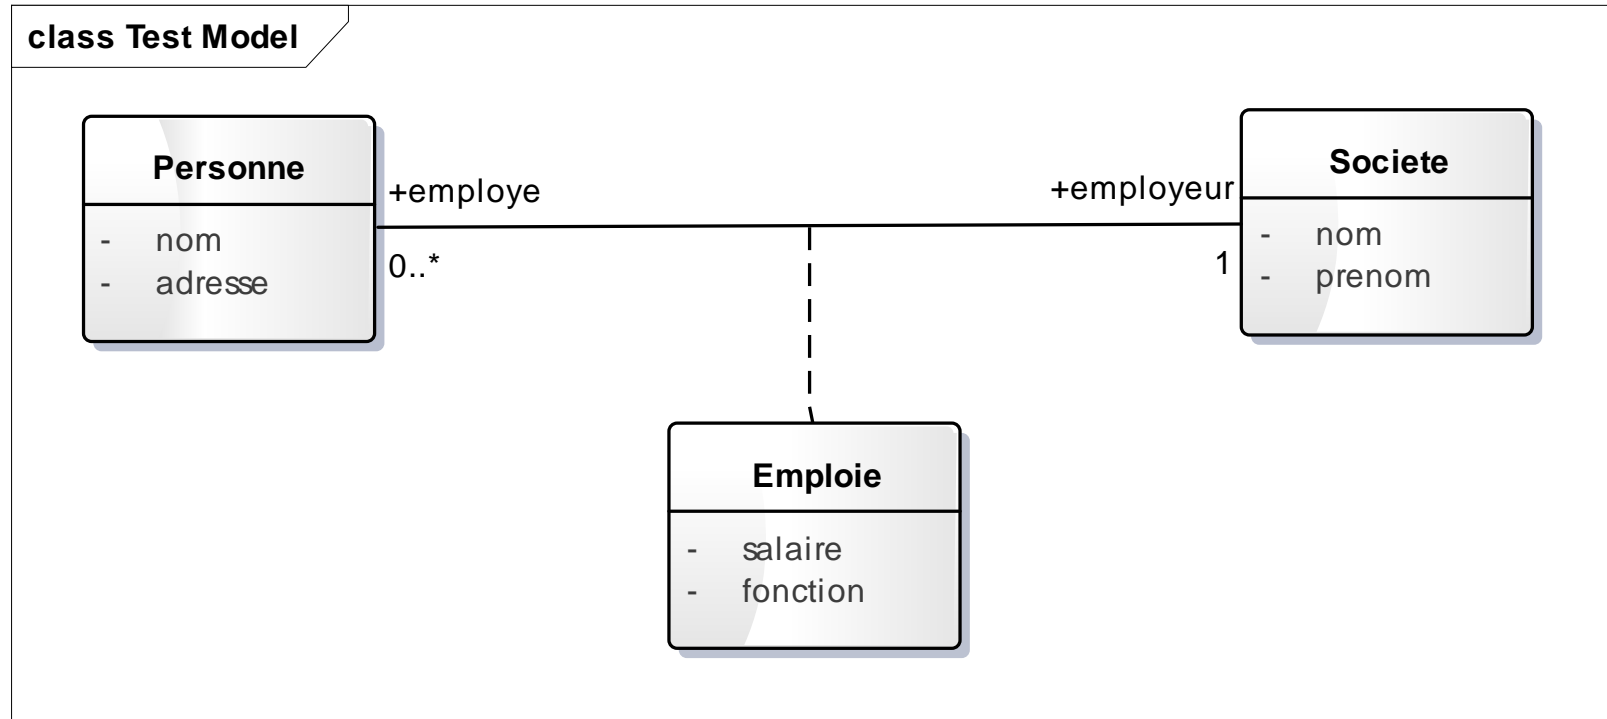 class Test Model
Personne
- nom
- adresse
+employe
0..*
+employeur
1
Societe
- nom
- prenom
Emploie
- salaire
- fonction